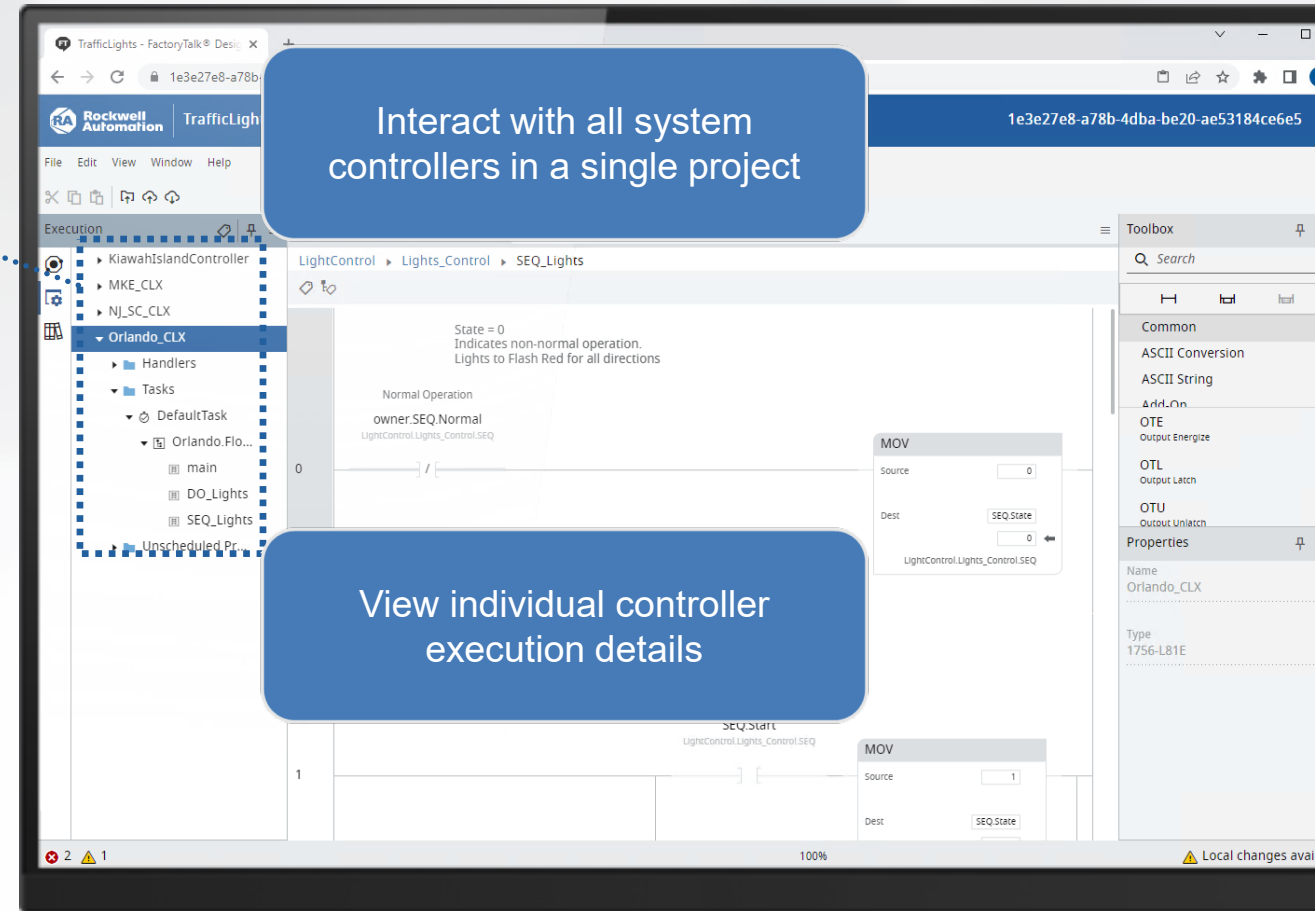 TrafficLights - FactoryTalk® Desig
1e3e27e8-a78b-
Rockwell
Automation
TrafficLigh
1e3e27e8-a78b-4dba-be20-ae53184ce6e5
Interact with all system
controllers in a single project
File Edit View Window Help
Execution
KiawahIslandController
MKE_CLX
NJ_SC_CLX
Orlando_CLX
Handlers
Tasks
DefaultTask
Orlando.Flo...
main
DO_Lights
SEQ_Lights
Unscheduled Pr...
LightControl Lights_Control SEQ_Lights
State = 0
Indicates non-normal operation.
Lights to Flash Red for all directions
Normal Operation
owner.SEQ.Normal
LightControl.Lights_Control.SEQ
0
MOV
Source 0
Dest SEQ.State
0
LightControl.Lights_Control.SEQ
View individual controller
execution details
SEQ.Start
LightControl.Lights_Control.SEQ
1
MOV
Source 1
Dest SEQ.State
Toolbox
Search
Common
ASCII Conversion
ASCII String
Add-On
OTE
Output Energize
OTL
Output Latch
OTU
Output Unlatch
Properties
Name
Orlando_CLX
Type
1756-L81E
2 1
100%
Local changes avai